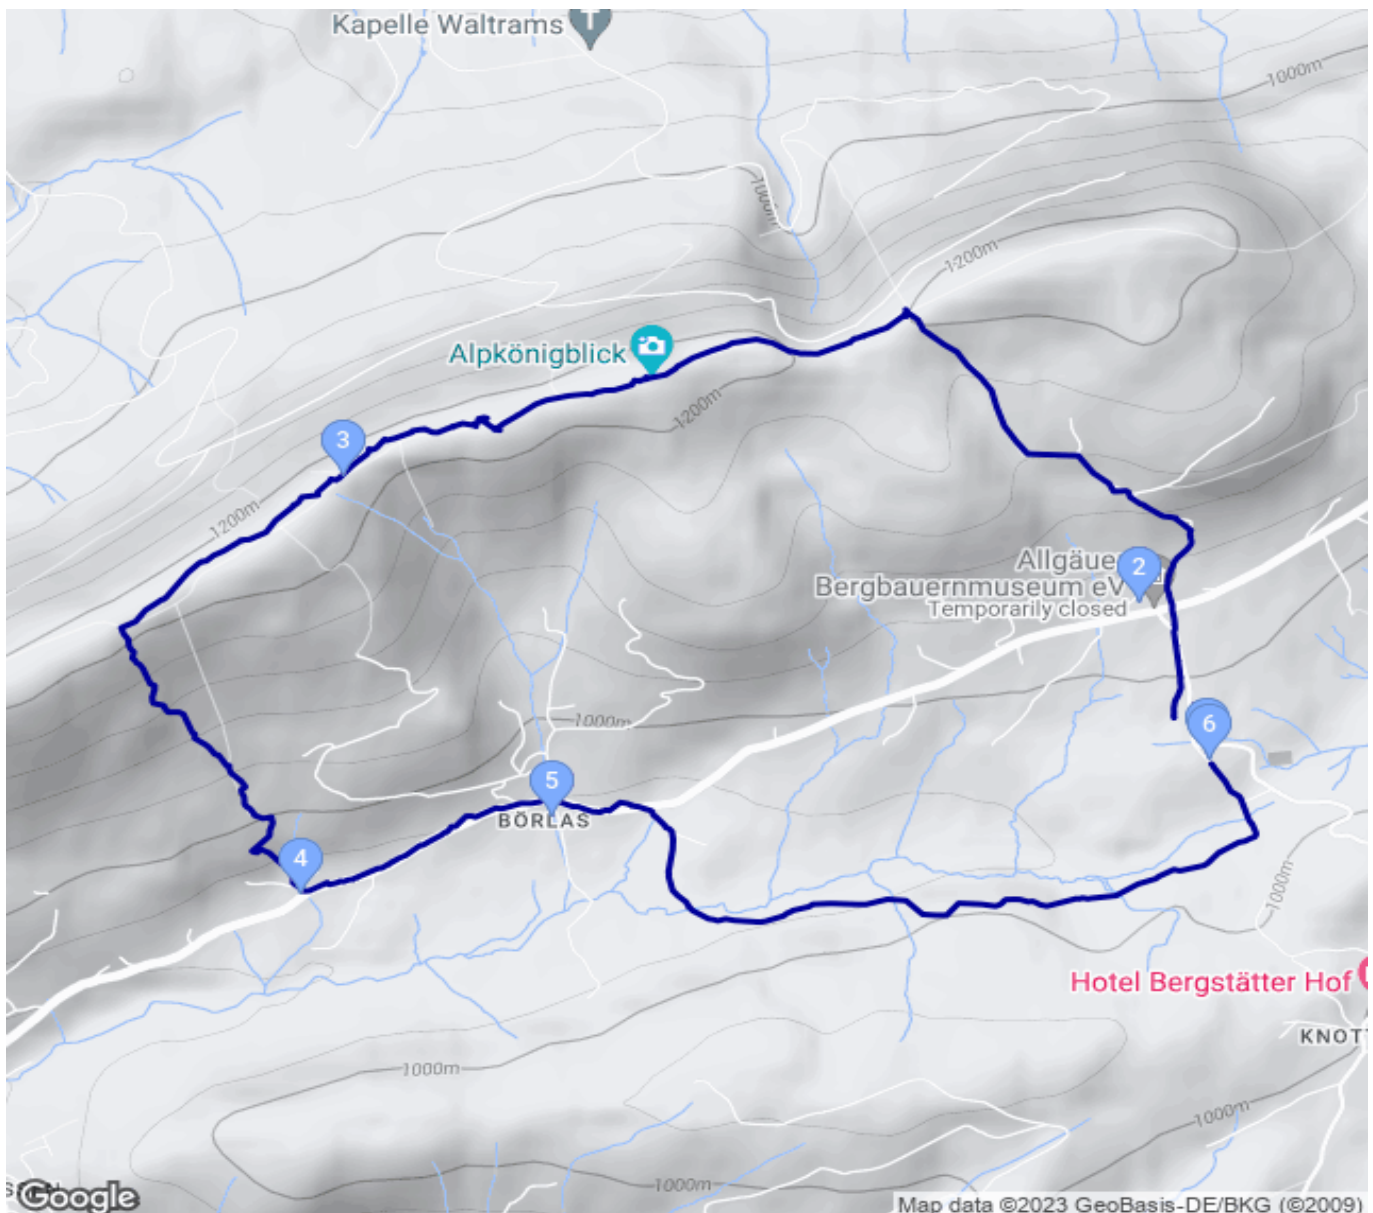 Kapelle Waltrams
1000m
1000m
1200m
Alpkönigblick
1200m
3
1200m
Allgäuer
2
Bergbauernmuseum eV
Temporarily closed
1000m
6
5
BÖRLAS
4
1000m
Hotel Bergstätter Hof
KNOT
1000m
1000m
1000m
Google
Map data ©2023 GeoBasis-DE/BKG (©2009)